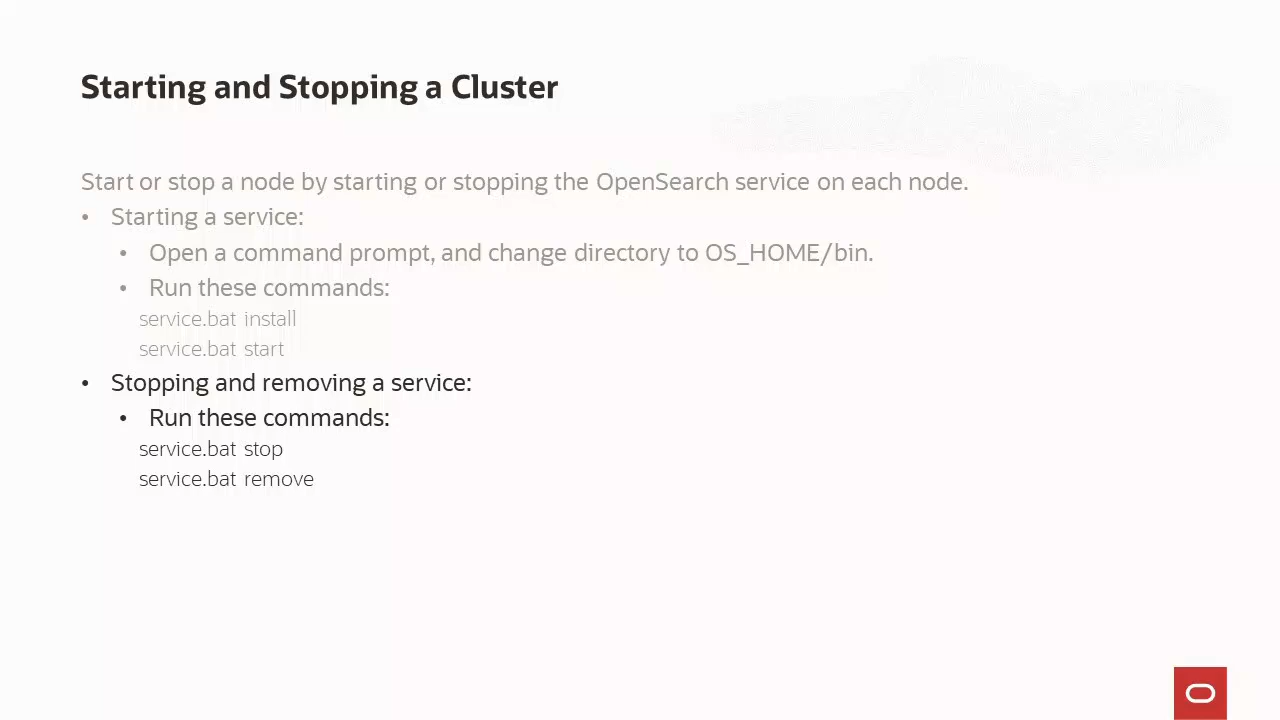 Starting and Stopping a Cluster
Start or stop a node by starting or stopping the OpenSearch service on each node.
• Starting a service:
• Open a command prompt, and change directory to OS_HOME/bin.
• Run these commands:
service.bat install
service.bat start
• Stopping and removing a service:
• Run these commands:
service.bat stop
service.bat remove